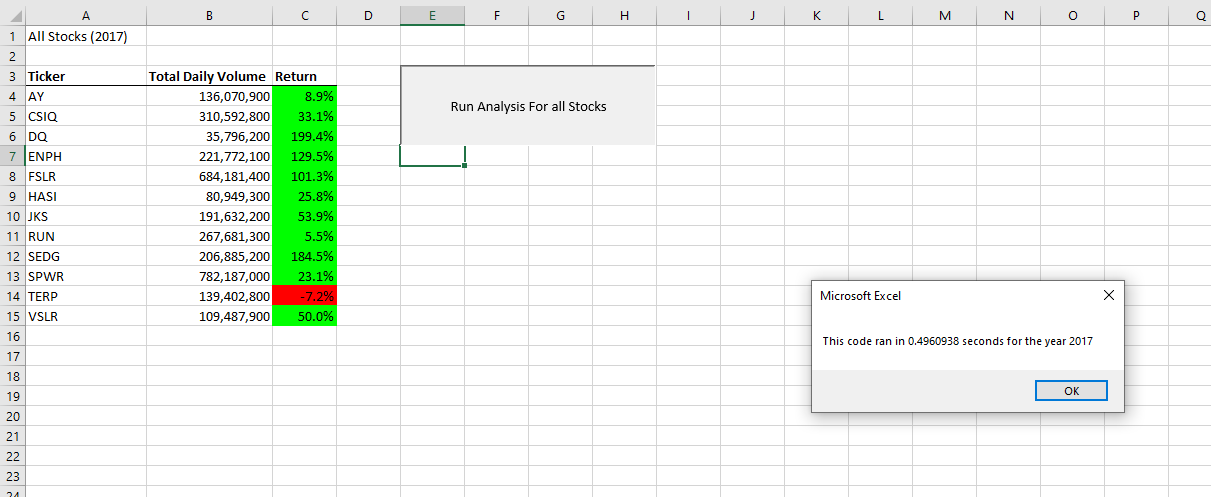 A B C D E F G H I J K L M N O P Q
1 All Stocks (2017)
2
3 Ticker Total Daily Volume Return
4 AY 136,070,900 8.9%
5 CSIQ 310,592,800 33.1%
6 DQ 35,796,200 199.4%
7 ENPH 221,772,100 129.5%
8 FSLR 684,181,400 101.3%
9 HASI 80,949,300 25.8%
10 JKS 191,632,200 53.9%
11 RUN 267,681,300 5.5%
12 SEDG 206,885,200 184.5%
13 SPWR 782,187,000 23.1%
14 TERP 139,402,800 -7.2%
15 VSLR 109,487,900 50.0%
16
17
18
19
20
21
22
23
24
Run Analysis For all Stocks
Microsoft Excel
This code ran in 0.4960938 seconds for the year 2017
OK